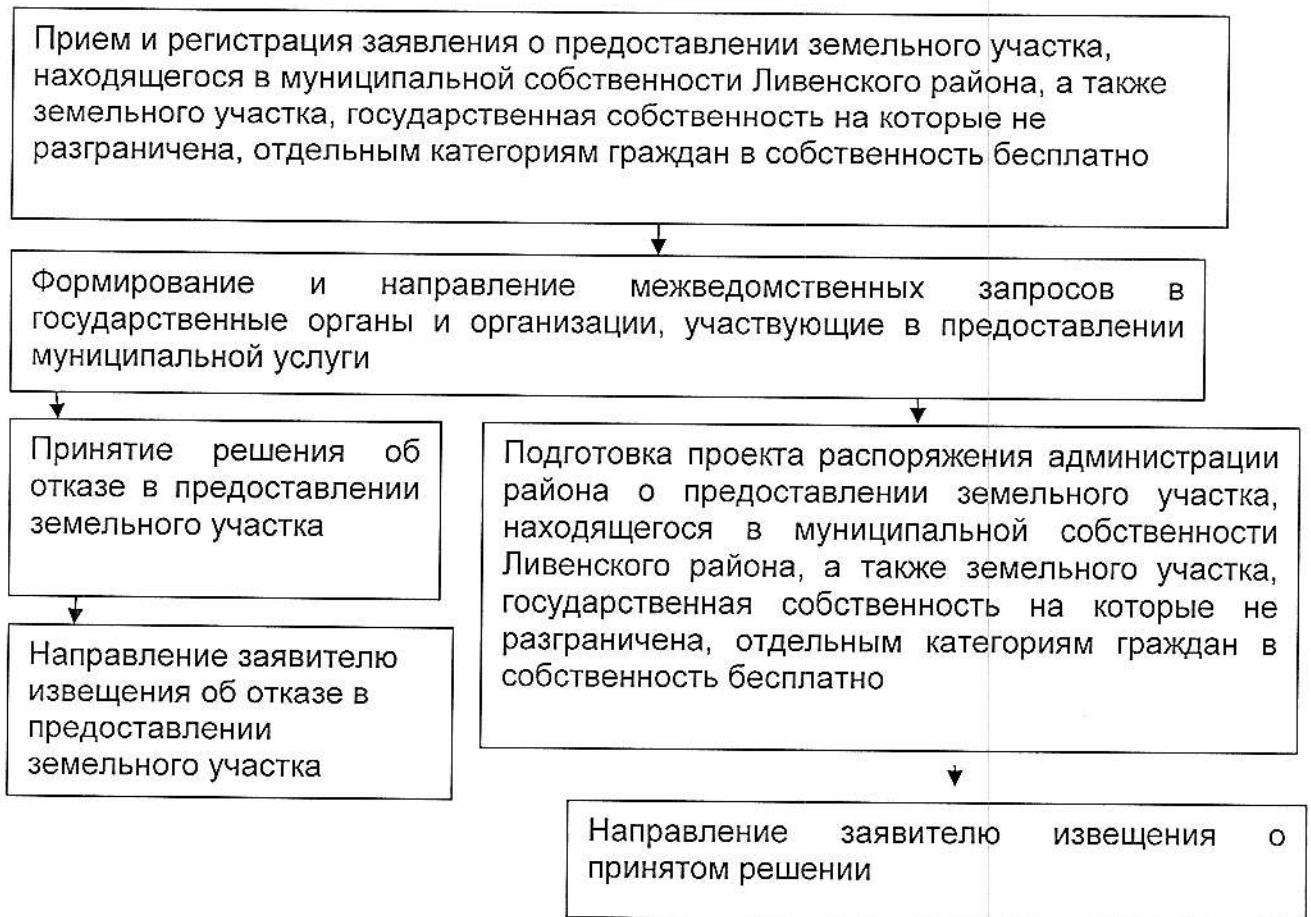 Прием и регистрация заявления о предоставлении земельного участка,
находящегося в муниципальной собственности Ливенского района, а также
земельного участка, государственная собственность на которые не
разграничена, отдельным категориям граждан в собственность бесплатно
Формирование и направление межведомственных запросов в
государственные органы и организации, участвующие в предоставлении
муниципальной услуги
Принятие решения об
отказе в предоставлении
земельного участка
Направление заявителю
извещения об отказе в
предоставлении
земельного участка
Подготовка проекта распоряжения администрации
района о предоставлении земельного участка,
находящегося в муниципальной собственности
Ливенского района, а также земельного участка,
государственная собственность на которые не
разграничена, отдельным категориям граждан в
собственность бесплатно
Направление заявителю извещения о
принятом решении